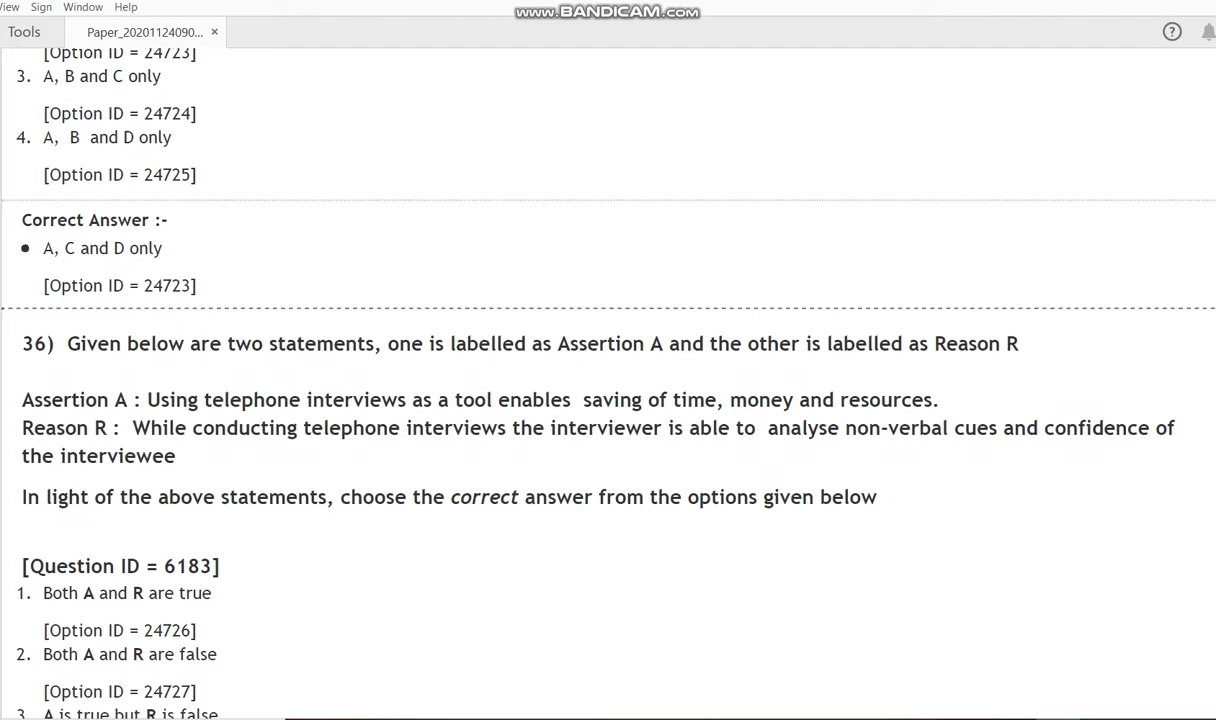 View Sign Window Help
www.BANDICAM.com
Tools Paper_20201124090... × ?
[Option ID = 24723]
3. A, B and C only
[Option ID = 24724]
4. A, B and D only
[Option ID = 24725]
Correct Answer :-
● A, C and D only
[Option ID = 24723]
36) Given below are two statements, one is labelled as Assertion A and the other is labelled as Reason R
Assertion A : Using telephone interviews as a tool enables saving of time, money and resources.
Reason R : While conducting telephone interviews the interviewer is able to analyse non-verbal cues and confidence of
the interviewee
In light of the above statements, choose the correct answer from the options given below
[Question ID = 6183]
1. Both A and R are true
[Option ID = 24726]
2. Both A and R are false
[Option ID = 24727]
3. A is true but R is false